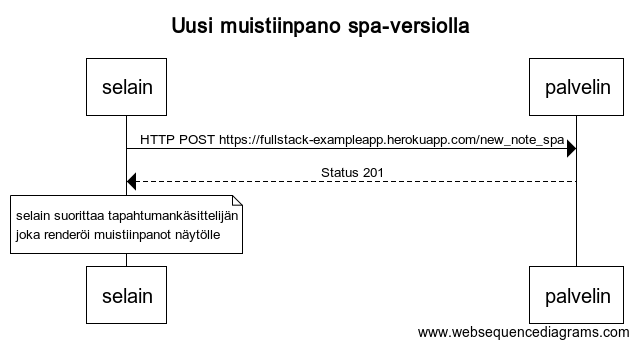 Uusi muistiinpano spa-versiolla
selain
palvelin
HTTP POST https://fullstack-exampleapp.herokuapp.com/new_note_spa
Status 201
selain suorittaa tapahtumankäsittelijän
joka renderöi muistiinpanot näytölle
selain
palvelin
www.websequencediagrams.com